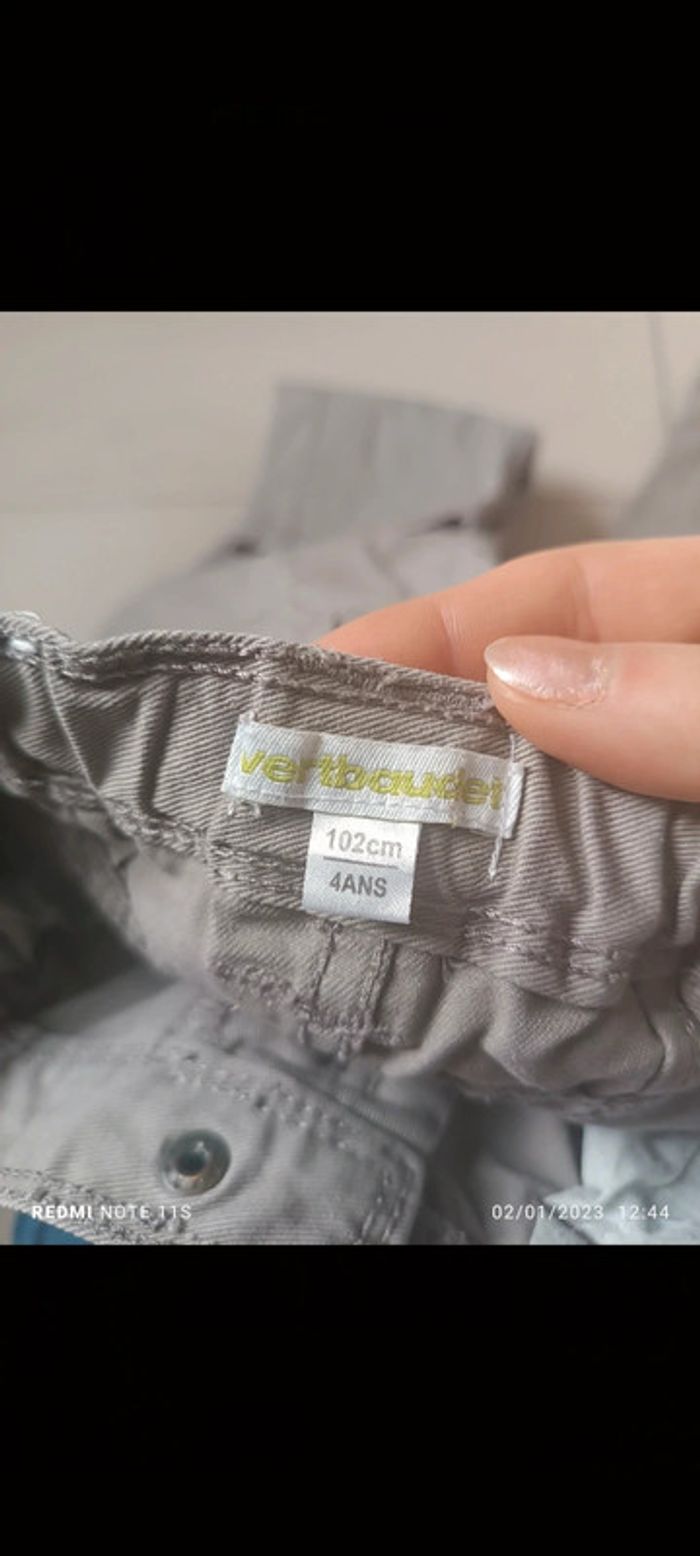 vertbaudet
102cm
4ANS
REDMI NOTE 11S
02/01/2023 12:44